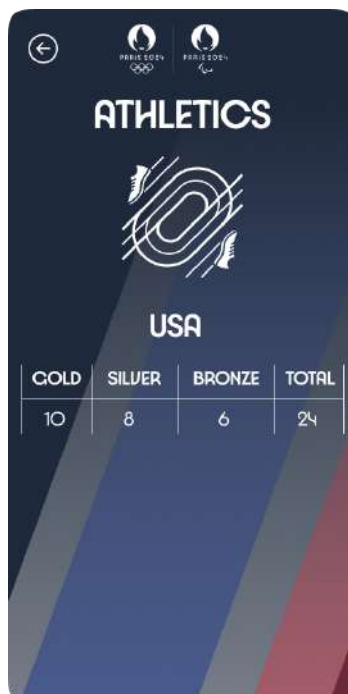 PARIS 2024 PARIS 2024
ATHLETICS
USA
GOLD SILVER BRONZE TOTAL
10 8 6 24